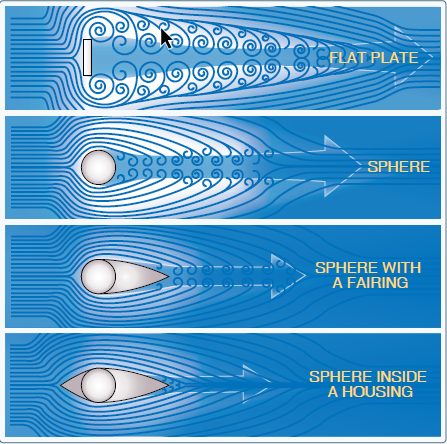 FLAT PLATE
SPHERE
SPHERE WITH
A FAIRING
SPHERE INSIDE
A HOUSING